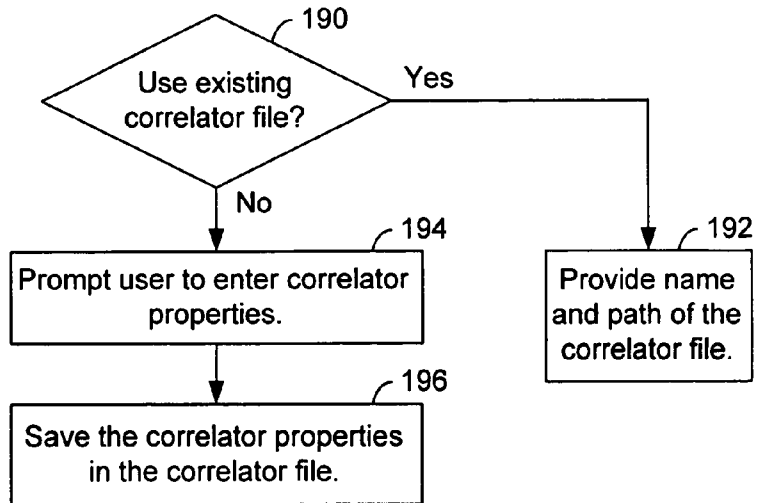 190
Use existing
correlator file?
Yes
No
194
Prompt user to enter correlator
properties.
192
Provide name
and path of the
correlator file.
196
Save the correlator properties
in the correlator file.